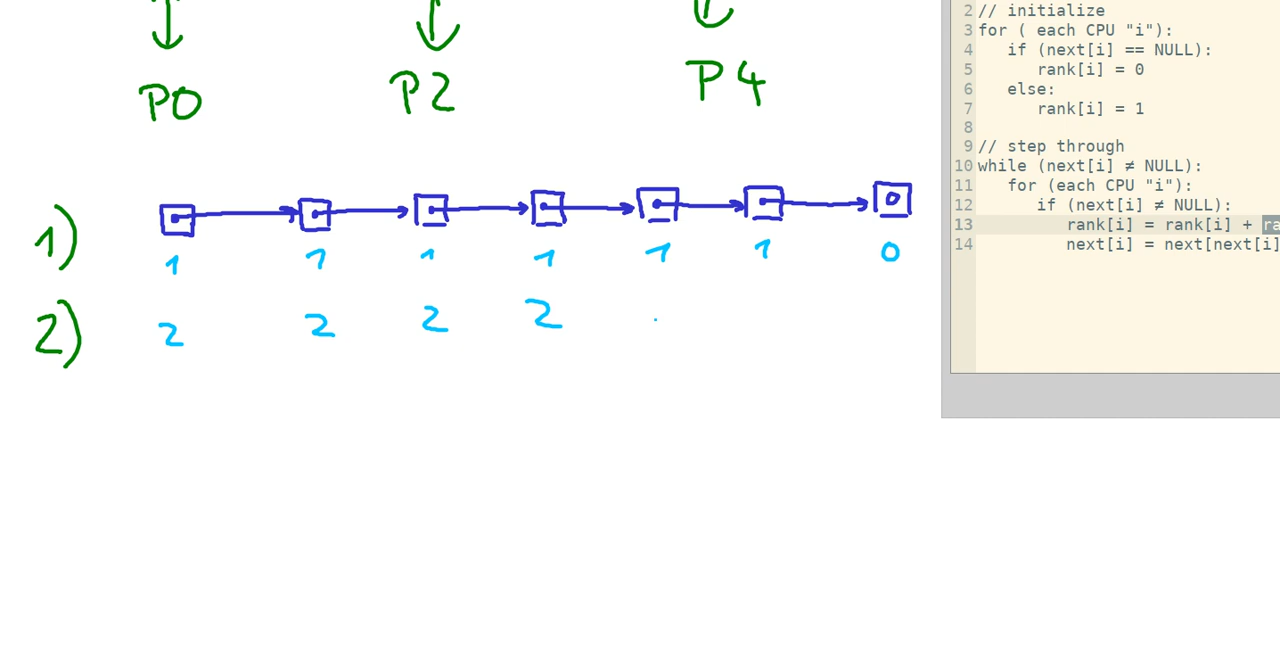 P0 P2 P4
1) 1 1 1 1 1 1 0
2) 2 2 2 2
2 // initialize
3 for ( each CPU "i"):
4 if (next[i] == NULL):
5 rank[i] = 0
6 else:
7 rank[i] = 1
8
9 // step through
10 while (next[i] ≠ NULL):
11 for (each CPU "i"):
12 if (next[i] ≠ NULL):
13 rank[i] = rank[i] + ra
14 next[i] = next[next[i]